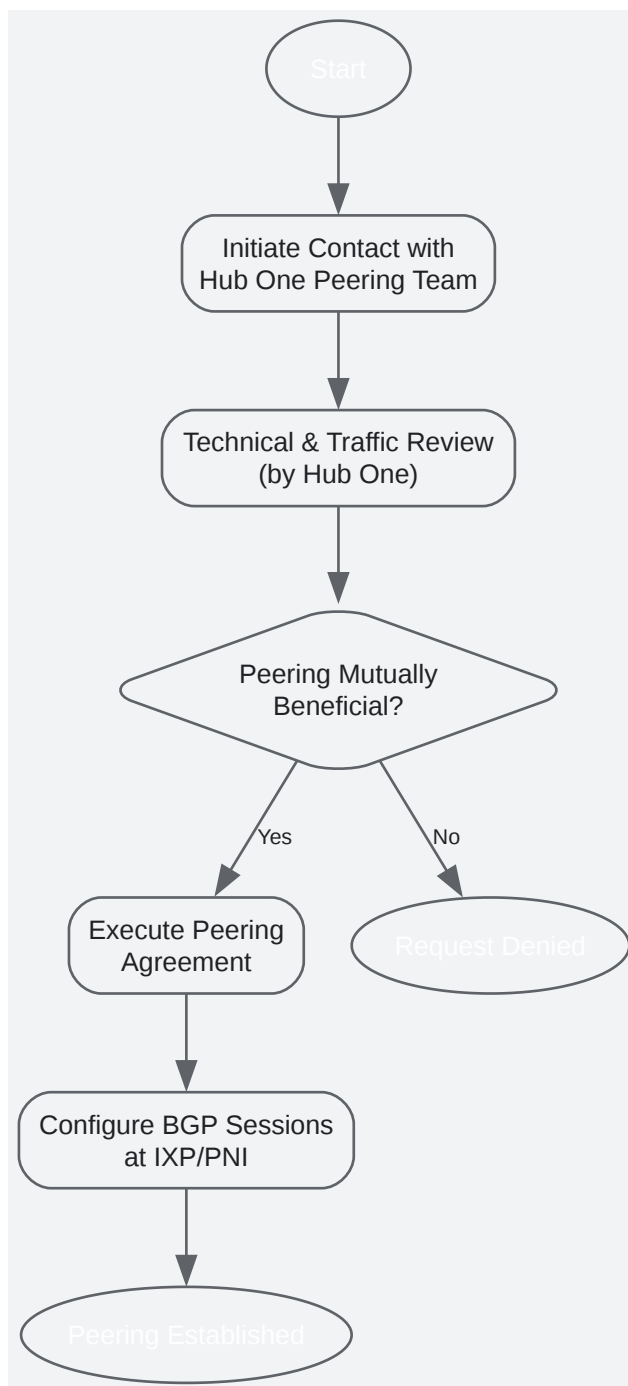 Start
Initiate Contact with
Hub One Peering Team
Technical & Traffic Review
(by Hub One)
Peering Mutually
Beneficial?
Yes
No
Execute Peering
Agreement
Request Denied
Configure BGP Sessions
at IXP/PNI
Peering Established